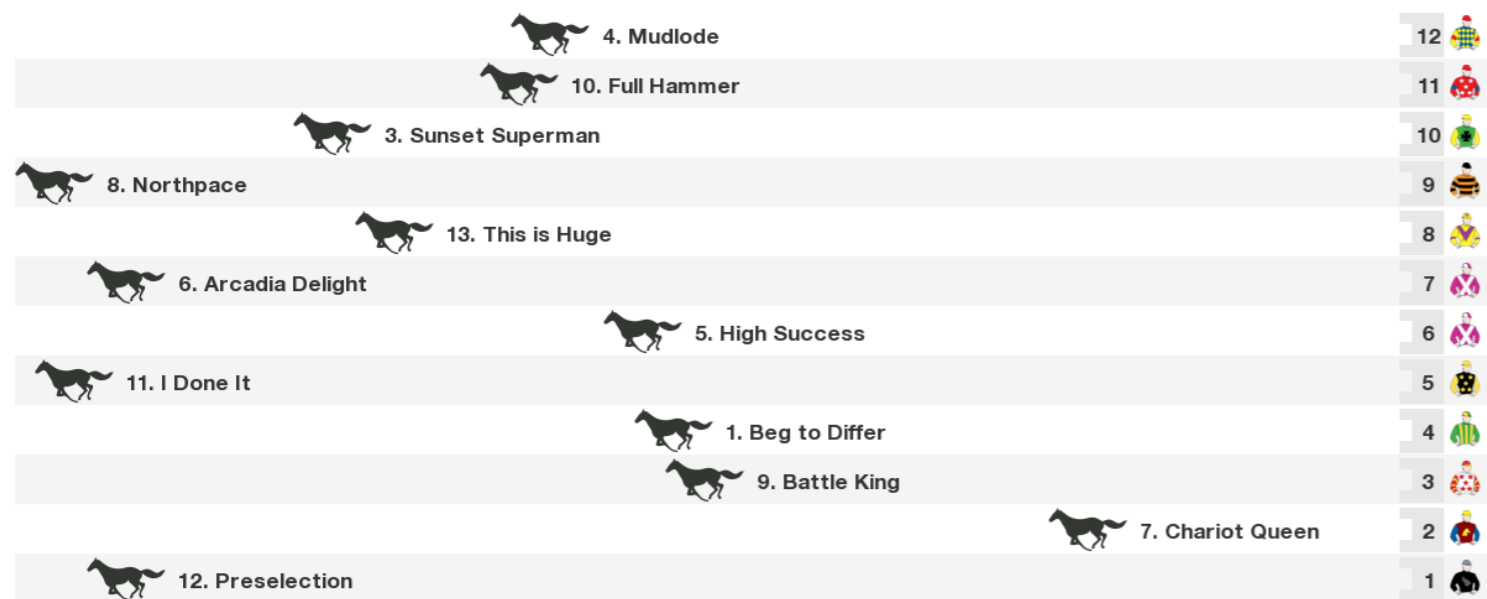 4. Mudlode 12
10. Full Hammer 11
3. Sunset Superman 10
8. Northpace 9
13. This is Huge 8
6. Arcadia Delight 7
5. High Success 6
11. I Done It 5
1. Beg to Differ 4
9. Battle King 3
7. Chariot Queen 2
12. Preselection 1